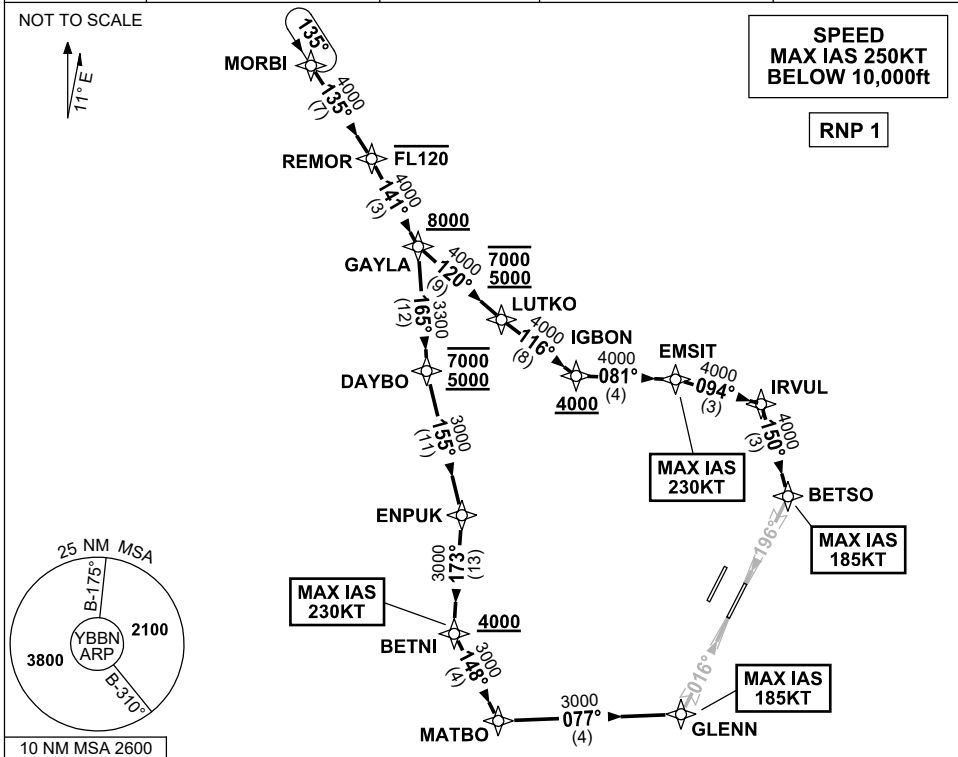 NOT TO SCALE
11° E
SPEED
MAX IAS 250KT
BELOW 10,000ft
RNP 1
135°
MORBI
4000
135°
(7)
REMOR
FL120
4000
141°
(3)
8000
GAYLA
4000
120°
(9)
7000
5000
LUTKO
3300
165°
(12)
4000
116°
(8)
IGBON
4000
4000
081°
(4)
EMSIT
MAX IAS
230KT
4000
094°
(3)
IRVUL
4000
150°
(3)
BETSO
MAX IAS
185KT
196°
DAYBO
7000
5000
3000
155°
(11)
ENPUK
3000
173°
(13)
MAX IAS
230KT
4000
BETNI
3000
148°
(4)
MATBO
3000
077°
(4)
GLENN
MAX IAS
185KT
016°
25 NM MSA
B-175°
2100
YBBN
ARP
3800
B-310°
10 NM MSA 2600